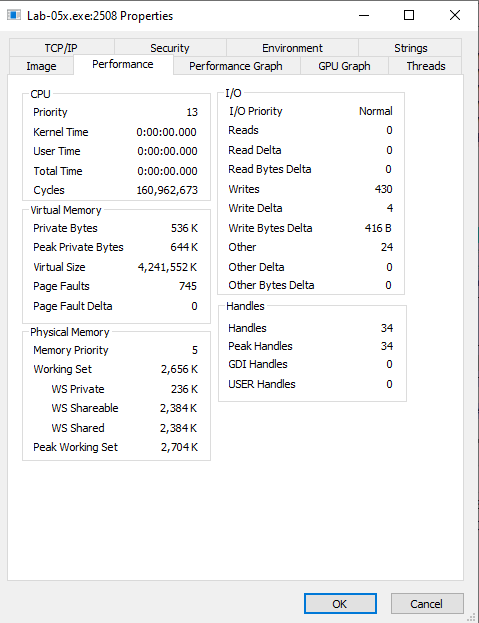 Lab-05x.exe:2508 Properties
TCP/IP Security Environment Strings
Image Performance Performance Graph GPU Graph Threads
CPU
Priority 13
Kernel Time 0:00:00.000
User Time 0:00:00.000
Total Time 0:00:00.000
Cycles 160,962,673
Virtual Memory
Private Bytes 536 K
Peak Private Bytes 644 K
Virtual Size 4,241,552 K
Page Faults 745
Page Fault Delta 0
Physical Memory
Memory Priority 5
Working Set 2,656 K
WS Private 236 K
WS Shareable 2,384 K
WS Shared 2,384 K
Peak Working Set 2,704 K
I/O
I/O Priority Normal
Reads 0
Read Delta 0
Read Bytes Delta 0
Writes 430
Write Delta 4
Write Bytes Delta 416 B
Other 24
Other Delta 0
Other Bytes Delta 0
Handles
Handles 34
Peak Handles 34
GDI Handles 0
USER Handles 0
OK Cancel